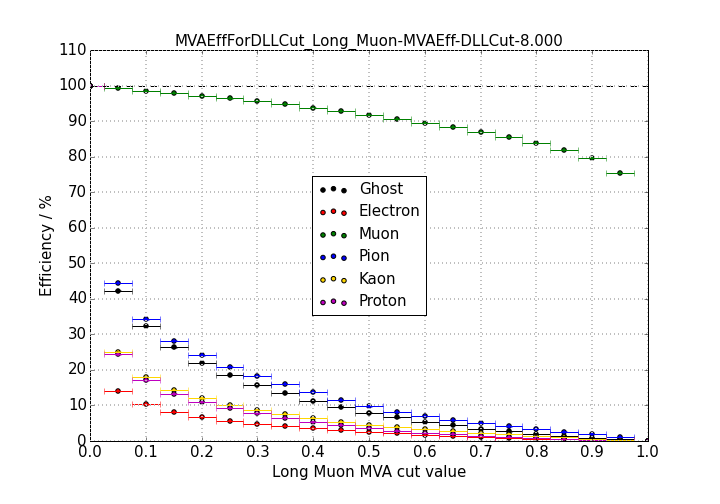 MVAEffForDLLCut_Long_Muon-MVAEff-DLLCut-8.000
110
100
90
80
70
60
50
40
30
20
10
0
Efficiency / %
Ghost
Electron
Muon
Pion
Kaon
Proton
0.0 0.1 0.2 0.3 0.4 0.5 0.6 0.7 0.8 0.9 1.0
Long Muon MVA cut value